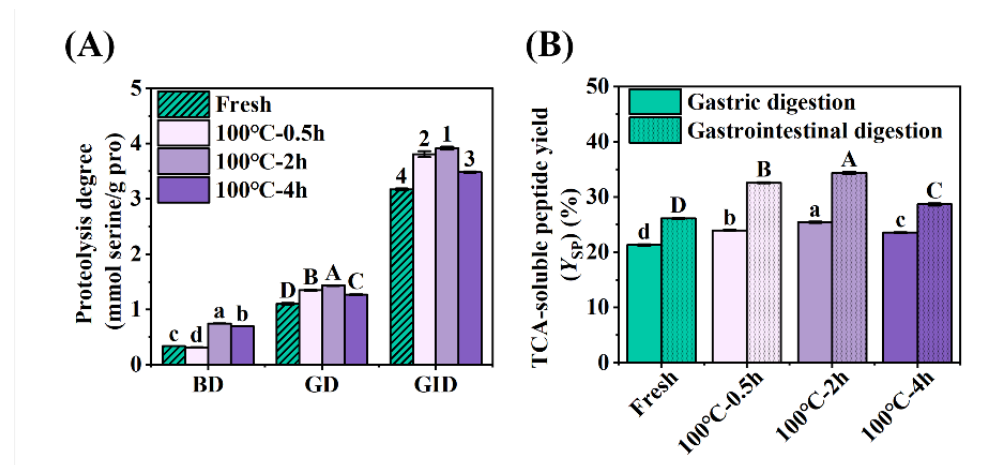 (A)
Proteolysis degree
(mmol serine/g pro)
5
4
3
2
1
0
Fresh
100℃-0.5h
100℃-2h
100℃-4h
c d a b
D B A C
4 2 1 3
BD GD GID
(B)
TCA-soluble peptide yield
(YSP) (%)
50
40
30
20
10
0
Gastric digestion
Gastrointestinal digestion
d D b B a A c C
Fresh 100℃-0.5h 100℃-2h 100℃-4h